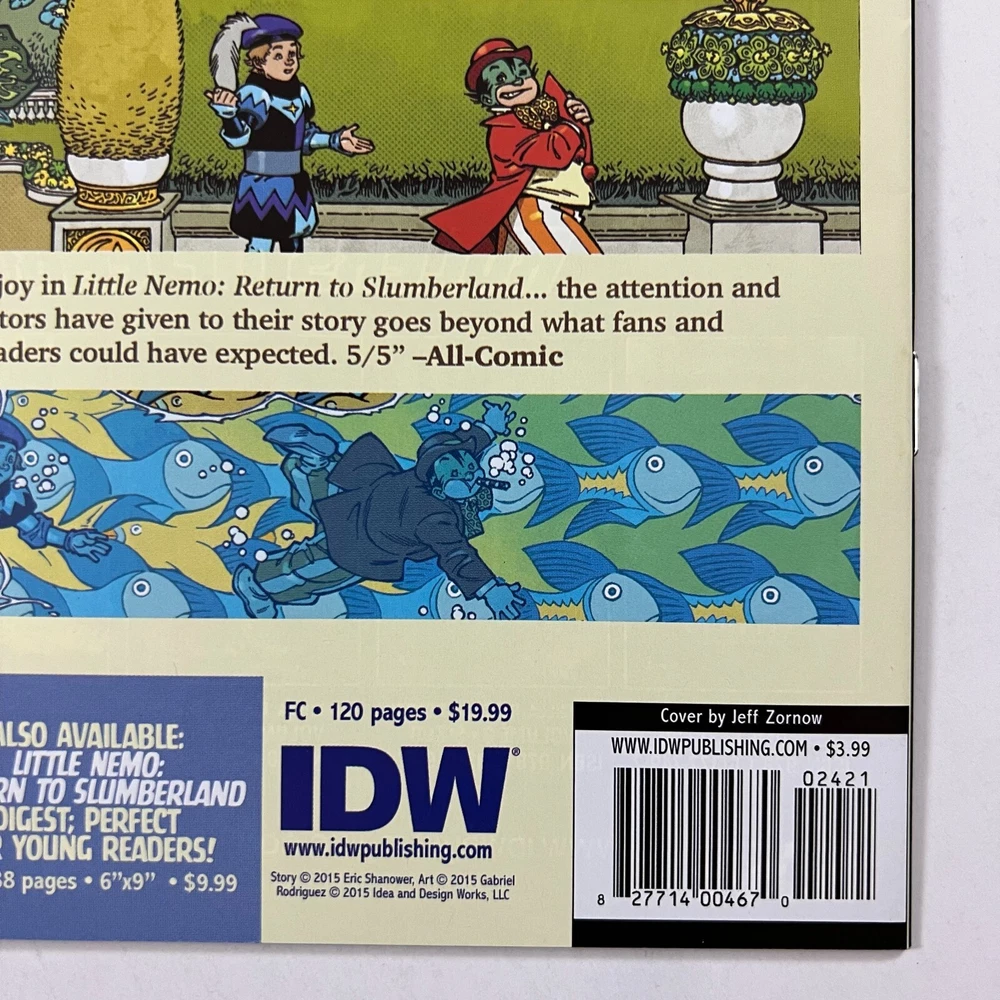 joy in Little Nemo: Return to Slumberland... the attention and
tors have given to their story goes beyond what fans and
aders could have expected. 5/5” –All-Comic
ALSO AVAILABLE:
LITTLE NEMO:
RN TO SLUMBERLAND
DIGEST; PERFECT
R YOUNG READERS!
8 pages • 6”x9” • $9.99
FC • 120 pages • $19.99
IDW®
www.idwpublishing.com
Story © 2015 Eric Shanower, Art © 2015 Gabriel
Rodriguez © 2015 Idea and Design Works, LLC
Cover by Jeff Zornow
WWW.IDWPUBLISHING.COM • $3.99
02421
8 27714 00467 0